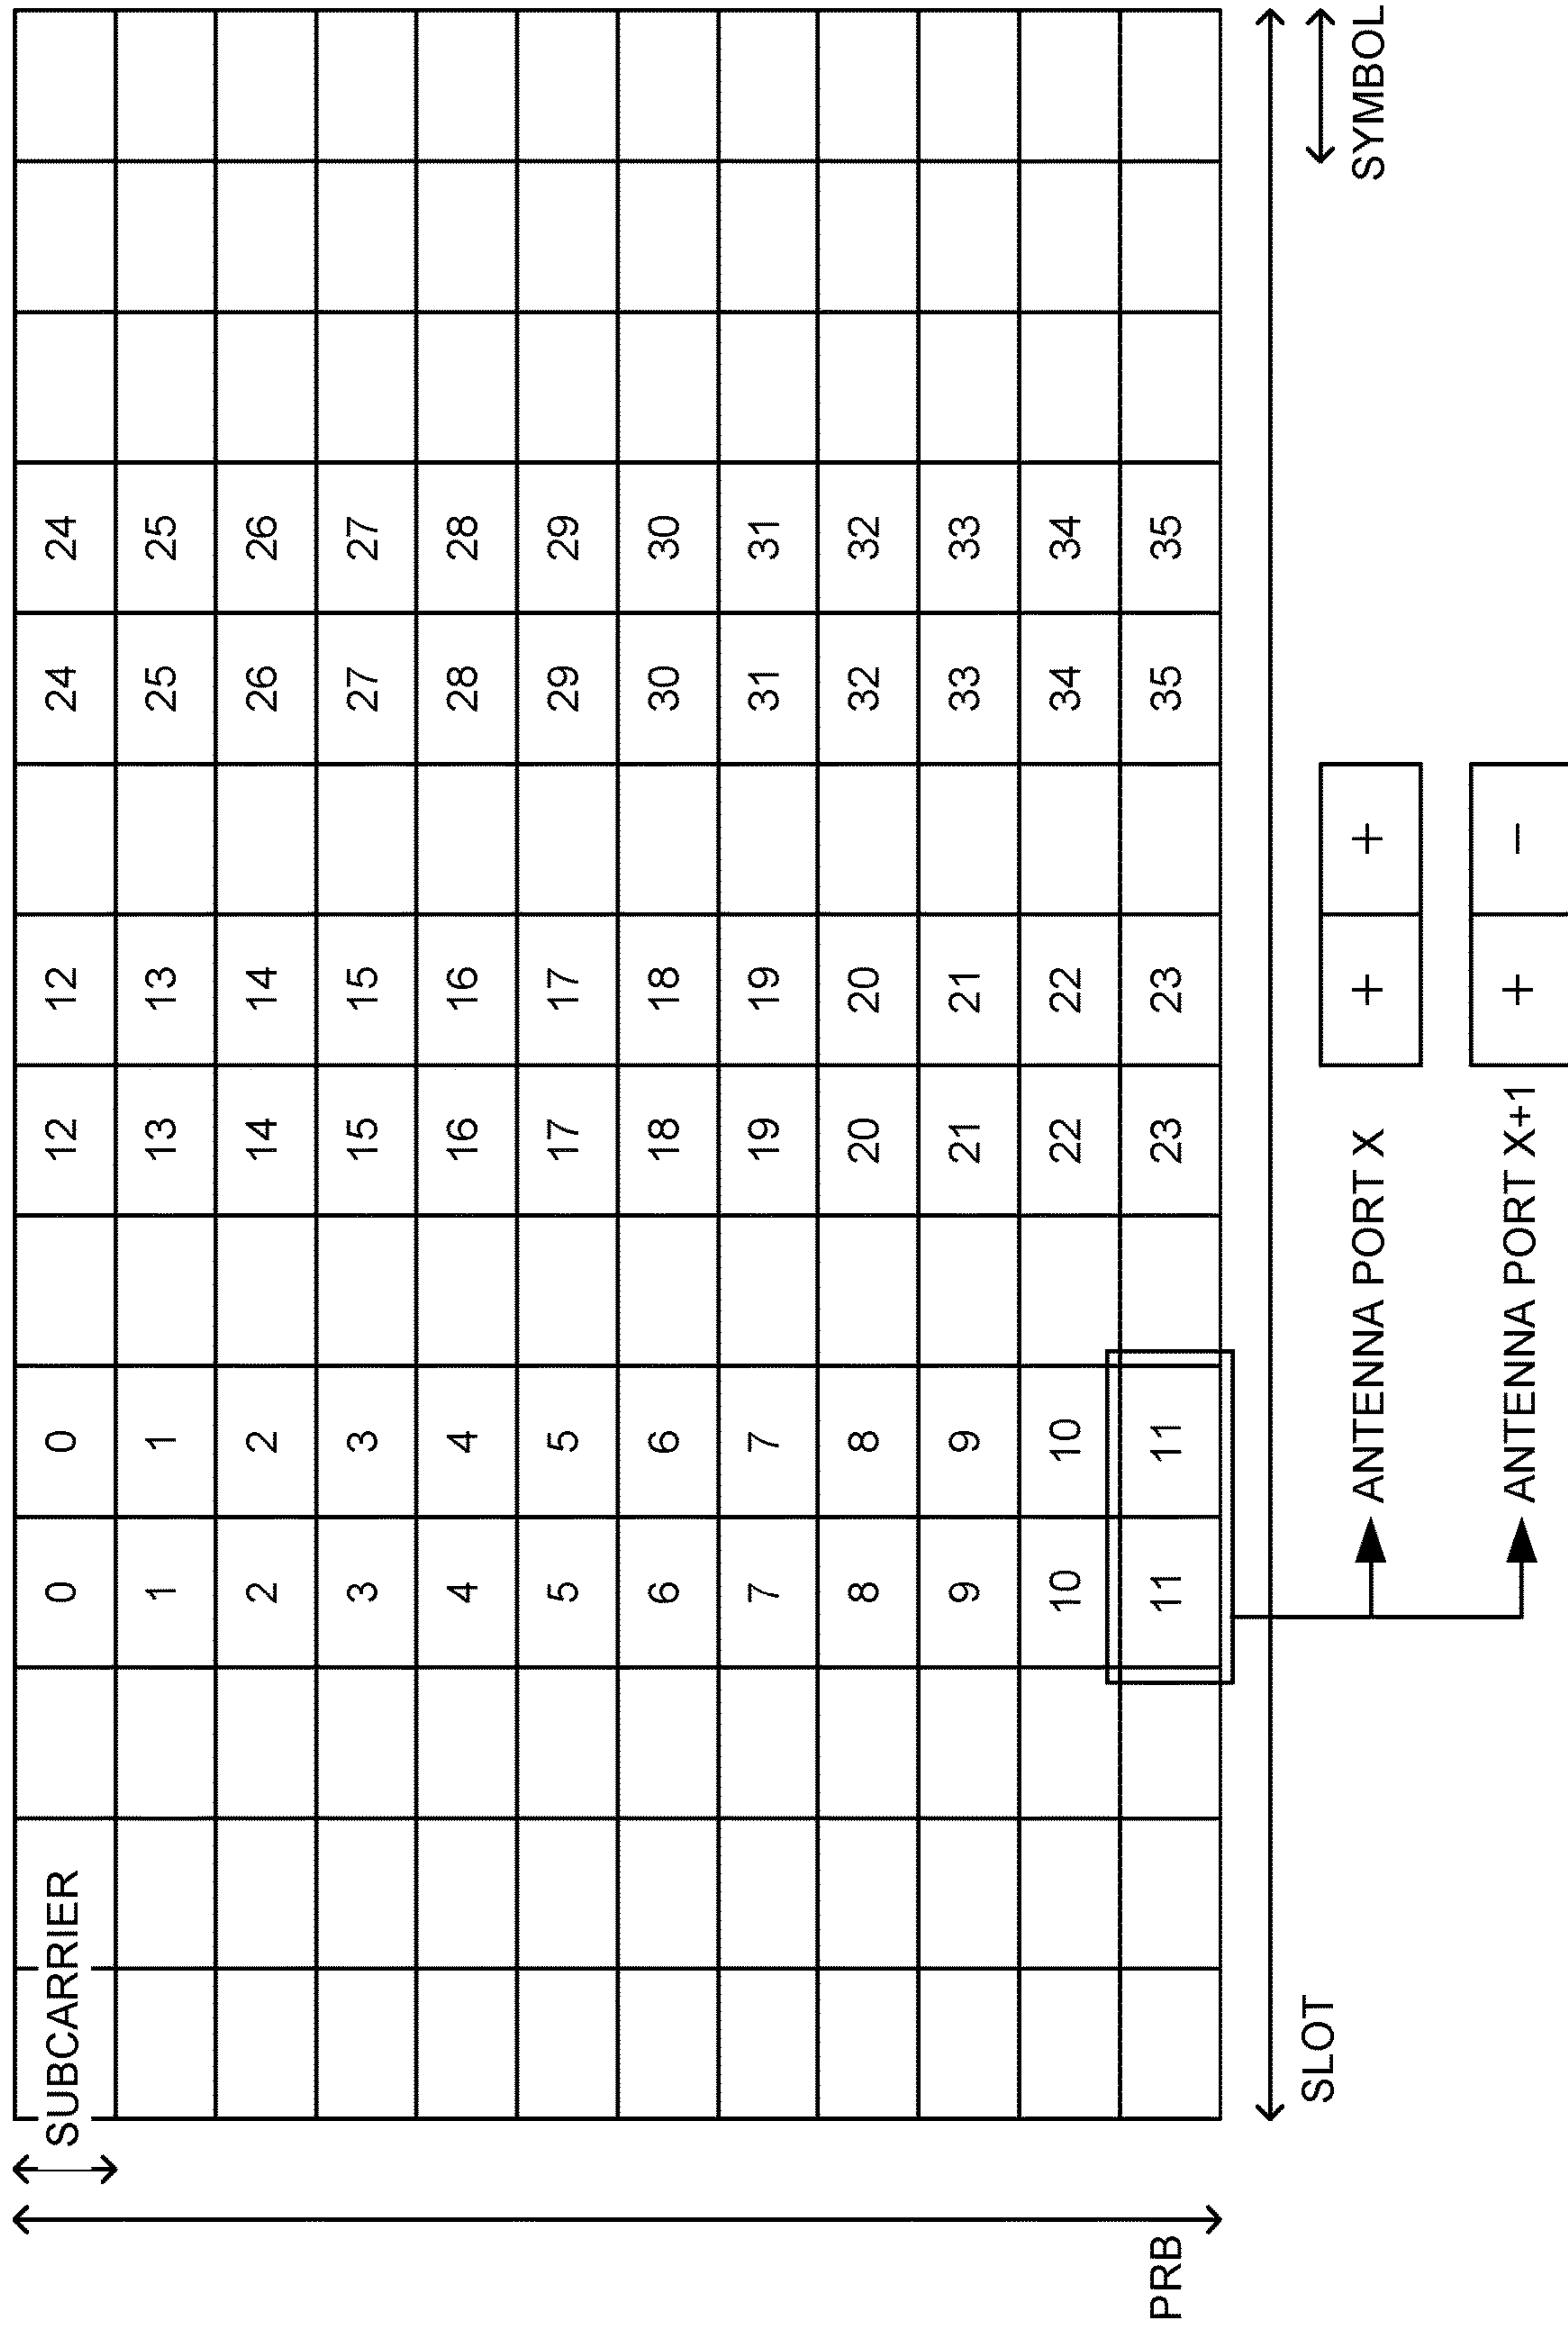 SUBCARRIER 0 0 12 12 24 24
1 1 13 13 25 25
2 2 14 14 26 26
3 3 15 15 27 27
4 4 16 16 28 28
5 5 17 17 29 29
6 6 18 18 30 30
7 7 19 19 31 31
8 8 20 20 32 32
9 9 21 21 33 33
10 10 22 22 34 34
PRB 11 11 23 23 35 35
SLOT
ANTENNA PORT X + + SYMBOL
ANTENNA PORT X+1 + −